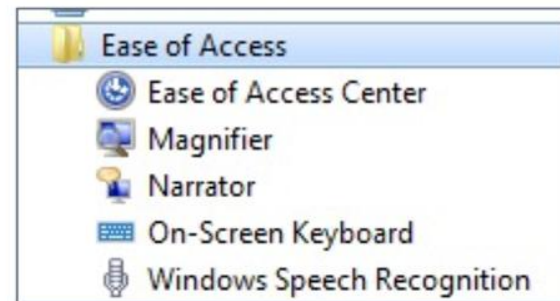 Ease of Access
Ease of Access Center
Magnifier
Narrator
On-Screen Keyboard
Windows Speech Recognition